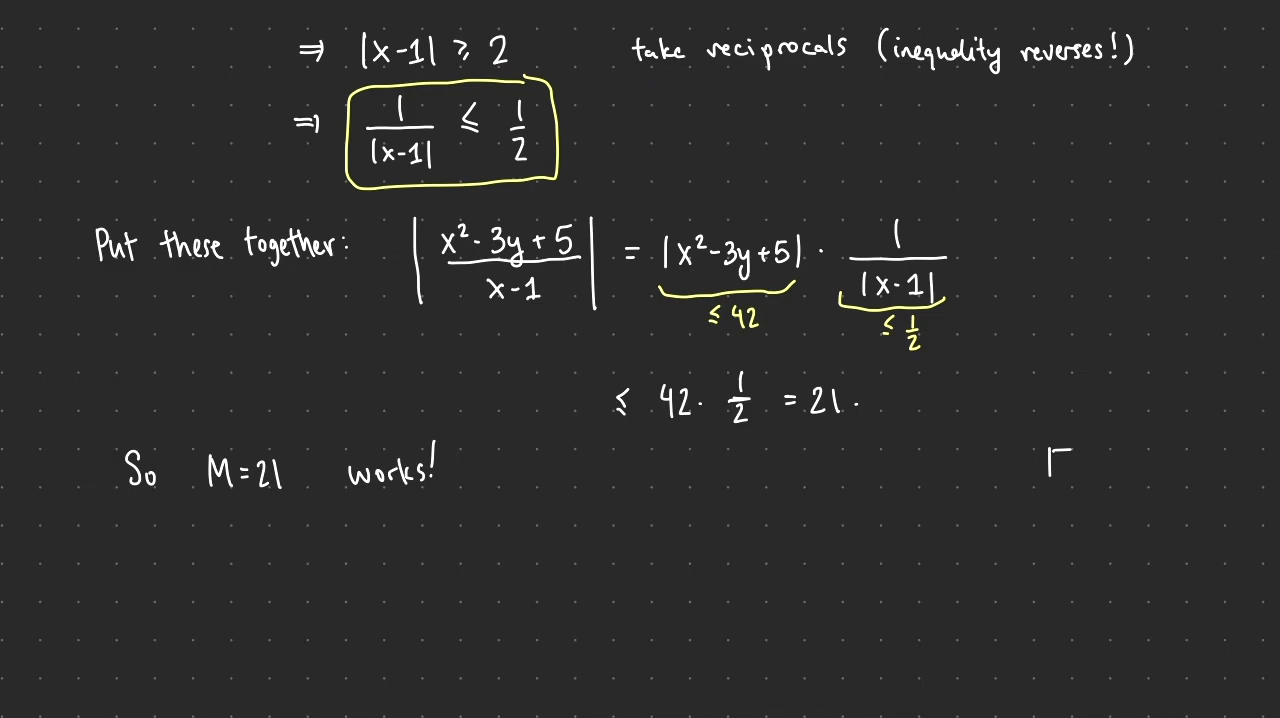 ⇒ |x-1| ≥ 2 take reciprocals (inequality reverses!)
⇒ 1/|x-1| ≤ 1/2
Put these together: |(x²-3y+5)/(x-1)| = |x²-3y+5| · 1/|x-1|
≤ 42 ≤ 1/2
≤ 42 · 1/2 = 21.
So M=21 works!